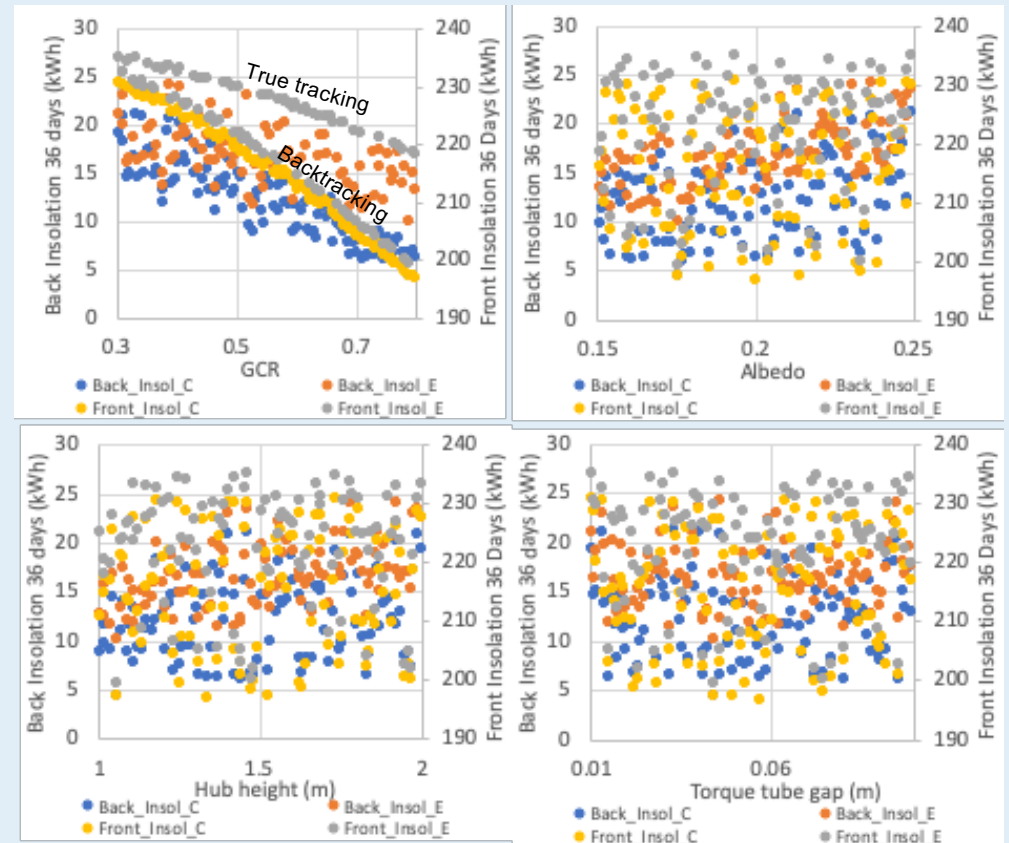 30
25
20
15
10
5
0
Back Insolation 36 days (kWh)
240
230
220
210
200
190
Front Insolation 36 Days (kWh)
True tracking
Backtracking
0.3 0.5 0.7
GCR
Back_Insol_C Back_Insol_E
Front_Insol_C Front_Insol_E
30
25
20
15
10
5
0
Back Insolation 36 days (kWh)
240
230
220
210
200
190
Front Insolation 36 Days (kWh)
0.15 0.2 0.25
Albedo
Back_Insol_C Back_Insol_E
Front_Insol_C Front_Insol_E
30
25
20
15
10
5
0
Back Insolation 36 days (kWh)
240
230
220
210
200
190
Front Insolation 36 Days (kWh)
1 1.5 2
Hub height (m)
Back_Insol_C Back_Insol_E
Front_Insol_C Front_Insol_E
30
25
20
15
10
5
0
Back Insolation 36 days (kWh)
240
230
220
210
200
190
Front Insolation 36 Days (kWh)
0.01 0.06
Torque tube gap (m)
Back_Insol_C Back_Insol_E
Front_Insol_C Front_Insol_E